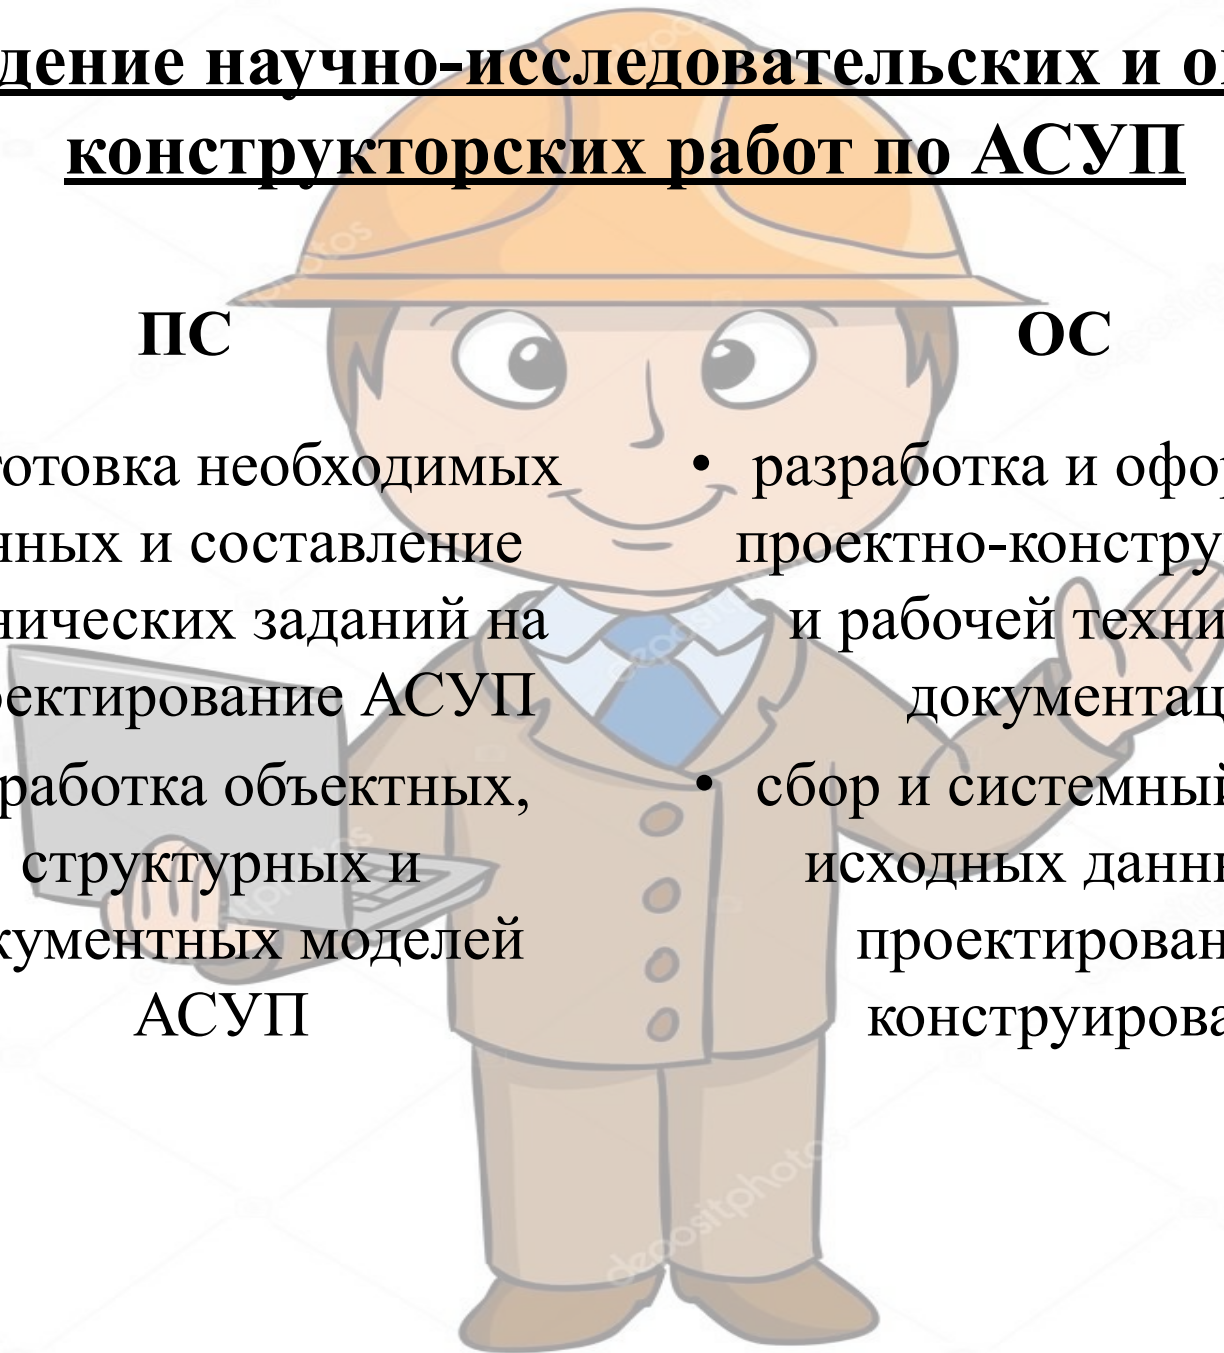 дение научно-исследовательских и о
конструкторских работ по АСУП
ПС
отовка необходимых
нных и составление
нических заданий на
ектирование АСУП
работка объектных,
структурных и
кументных моделей
АСУП
ОС
• разработка и офор
проектно-констру
и рабочей техни
документац
• сбор и системный
исходных данн
проектирован
конструирова